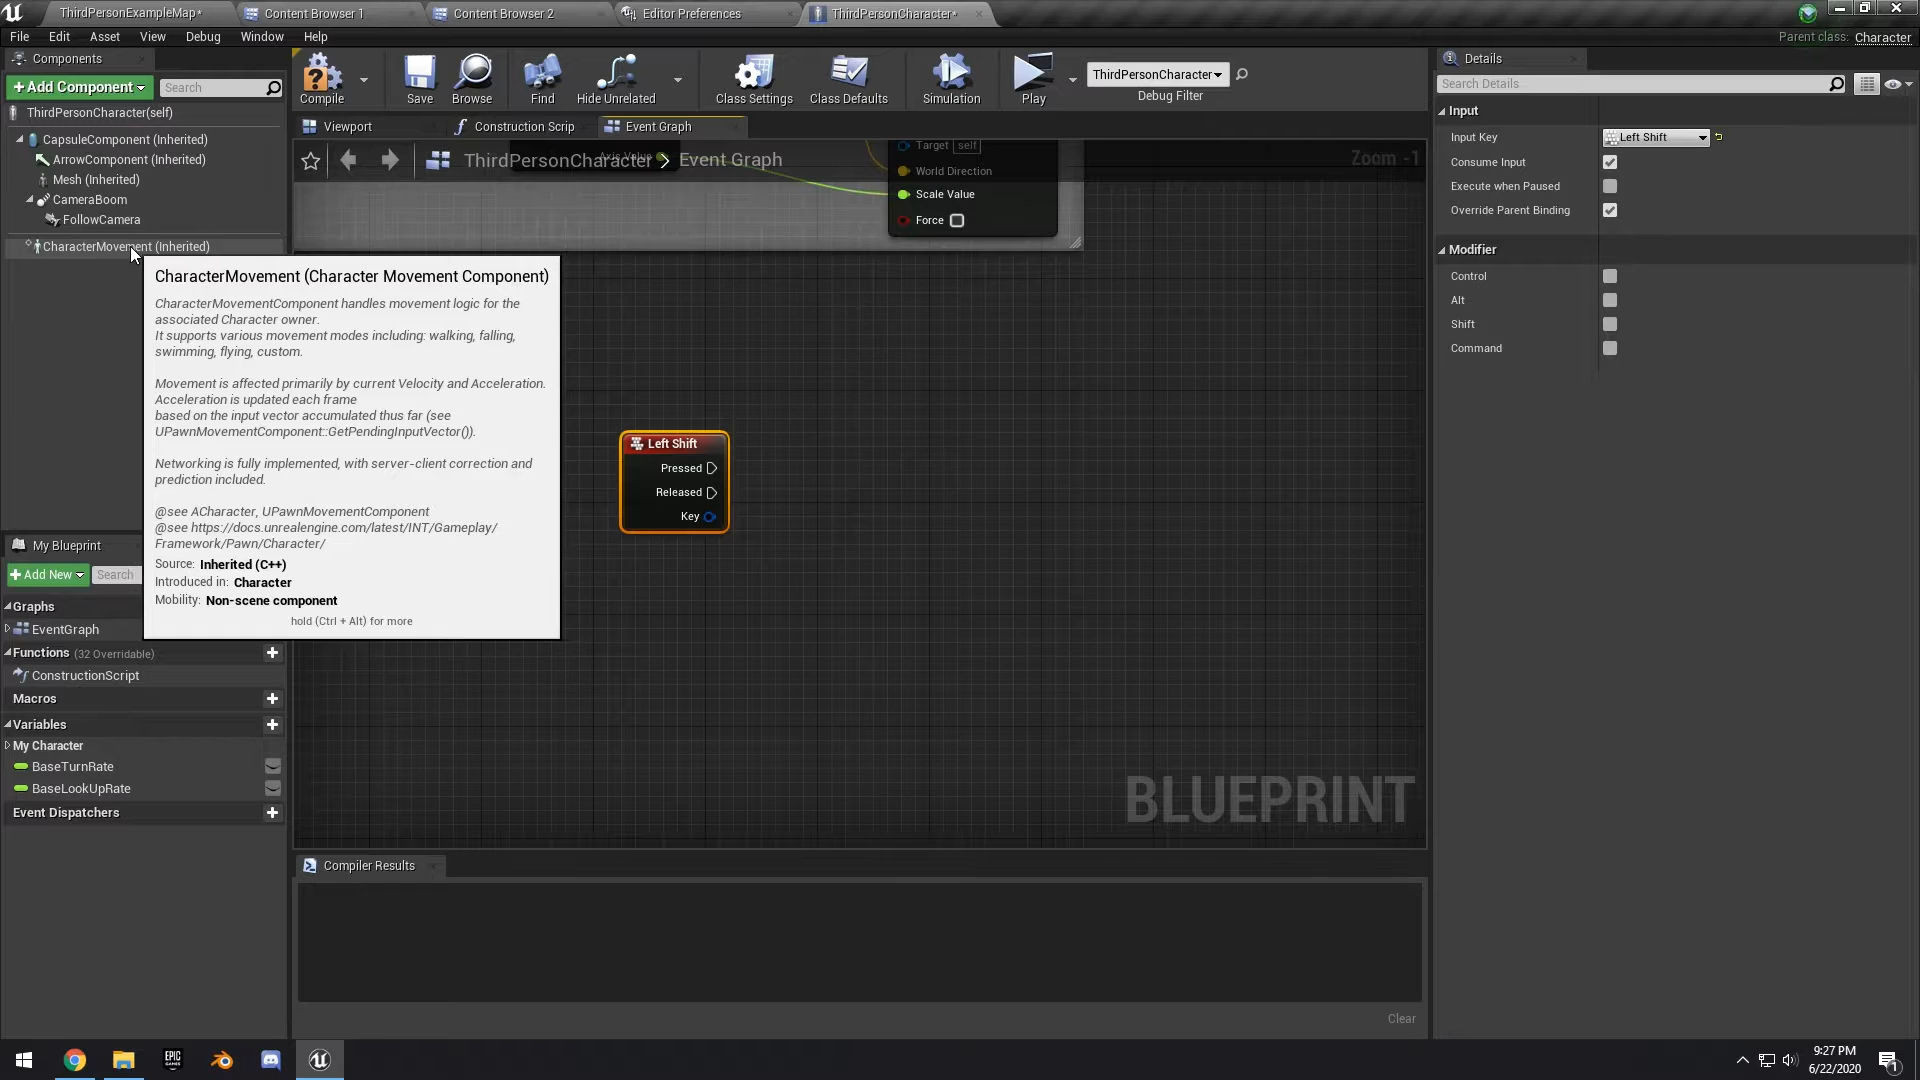 ThirdPersonExampleMap*
Content Browser 1
Content Browser 2
Editor Preferences
ThirdPersonCharacter*
File
Edit
Asset
View
Debug
Window
Help
Parent class:
Character
Components
+Add Component
Search
ThirdPersonCharacter(self)
CapsuleComponent (Inherited)
ArrowComponent (Inherited)
Mesh (Inherited)
CameraBoom
FollowCamera
CharacterMovement (Inherited)
Compile
Save
Browse
Find
Hide Unrelated
Class Settings
Class Defaults
Simulation
Play
ThirdPersonCharacter
Debug Filter
Viewport
Construction Scrip
Event Graph
ThirdPersonCharacter
Event Graph
Zoom -1
Axis Value
Target
self
World Direction
Scale Value
Force
CharacterMovement (Character Movement Component)
CharacterMovementComponent handles movement logic for the
associated Character owner.
It supports various movement modes including: walking, falling,
swimming, flying, custom.
Movement is affected primarily by current Velocity and Acceleration.
Acceleration is updated each frame
based on the input vector accumulated thus far (see
UPawnMovementComponent::GetPendingInputVector()).
Networking is fully implemented, with server-client correction and
prediction included.
@see ACharacter, UPawnMovementComponent
@see https://docs.unrealengine.com/latest/INT/Gameplay/
Framework/Pawn/Character/
Source: Inherited (C++)
Introduced in: Character
Mobility: Non-scene component
hold (Ctrl + Alt) for more
Left Shift
Pressed
Released
Key
BLUEPRINT
My Blueprint
+Add New
Search
Graphs
EventGraph
Functions (32 Overridable)
ConstructionScript
Macros
Variables
My Character
BaseTurnRate
BaseLookUpRate
Event Dispatchers
Compiler Results
Clear
Details
Search Details
Input
Input Key
Left Shift
Consume Input
Execute when Paused
Override Parent Binding
Modifier
Control
Alt
Shift
Command
EPIC
GAMES
9:27 PM
6/22/2020
1